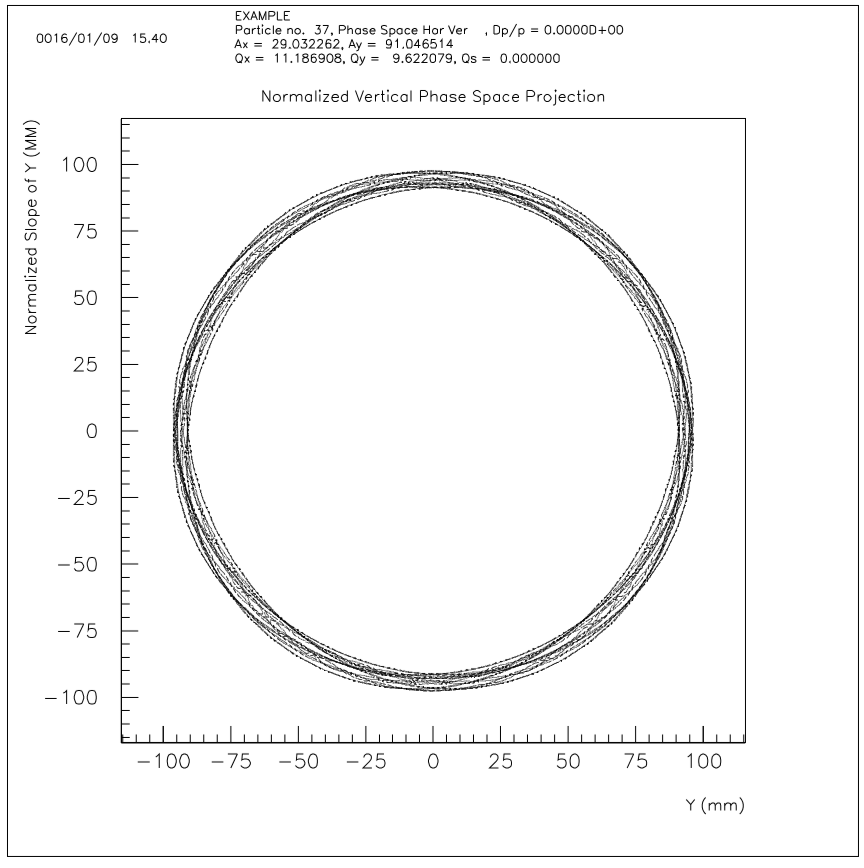 EXAMPLE
Particle no. 37, Phase Space Hor Ver , Dp/p = 0.0000D+00
0016/01/09 15.40
Ax = 29.032262, Ay = 91.046514
Qx = 11.186908, Qy = 9.622079, Qs = 0.000000
Normalized Vertical Phase Space Projection
Normalized Slope of Y (MM)
100
75
50
25
0
−25
−50
−75
−100
−100 −75 −50 −25 0 25 50 75 100
Y (mm)